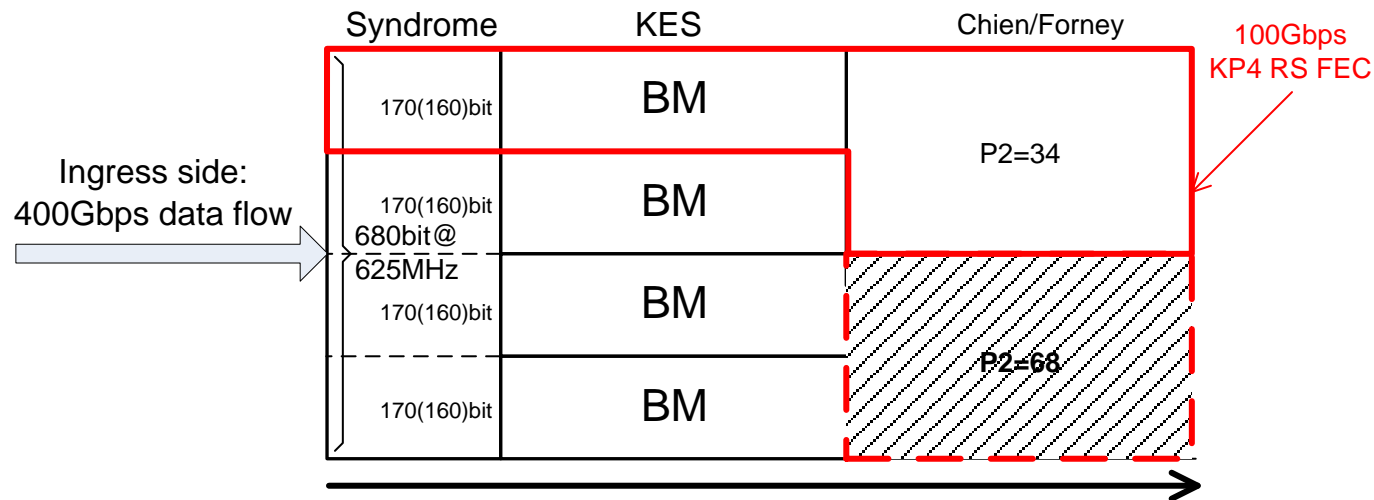 Syndrome
KES
Chien/Forney
100Gbps
KP4 RS FEC
170(160)bit
BM
P2=34
Ingress side:
400Gbps data flow
170(160)bit
BM
680bit@
625MHz
170(160)bit
BM
P2=68
170(160)bit
BM